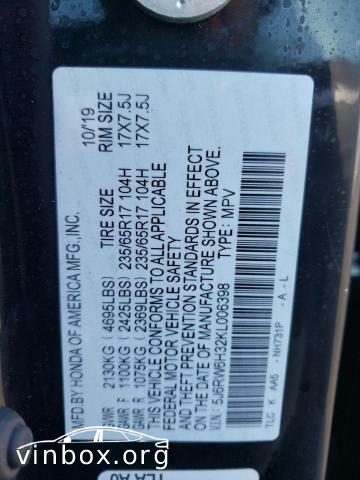 MFD.BY HONDA OF AMERICA MFG.,INC. 10/19
TIRE SIZE RIM SIZE
GVWR 2130KG (4695LBS)
GAWR F 1100KG (2425LBS) 235/65R17 104H 17X7.5J
GAWR R 1075KG (2369LBS) 235/65R17 104H 17X7.5J
THIS VEHICLE CONFORMS TO ALL APPLICABLE
FEDERAL MOTOR VEHICLE SAFETY
AND THEFT PREVENTION STANDARDS IN EFFECT
ON THE DATE OF MANUFACTURE SHOWN ABOVE.
V.I.N.: 5J6RW6H32KL006398 TYPE: MPV
TLC K AA5 - NH731P - A - L
vinbox.org
vinbox.org